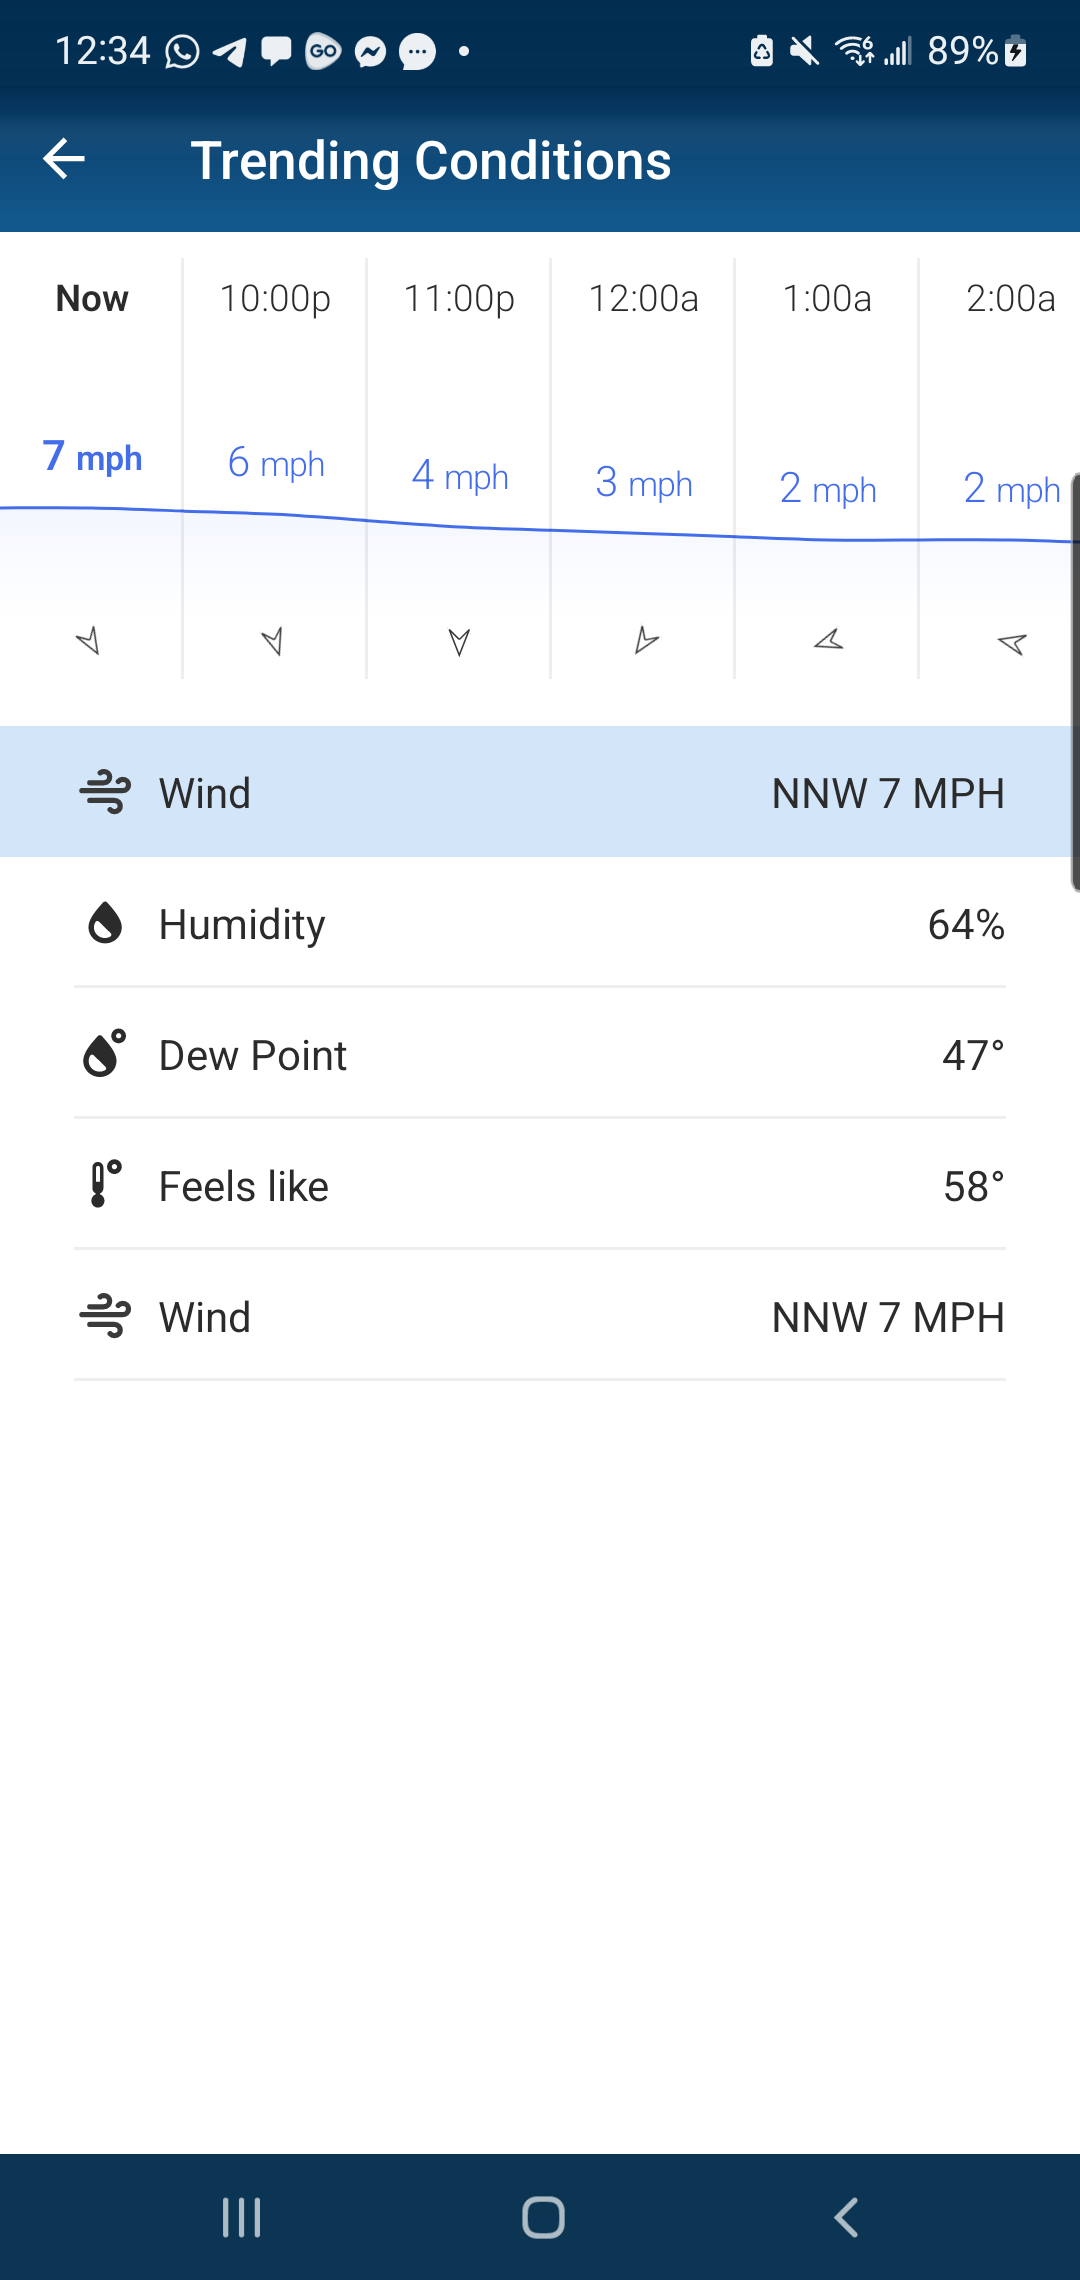 12:34 GO 6 89%
Trending Conditions
Now 10:00p 11:00p 12:00a 1:00a 2:00a
7 mph 6 mph 4 mph 3 mph 2 mph 2 mph
Wind NNW 7 MPH
Humidity 64%
Dew Point 47°
Feels like 58°
Wind NNW 7 MPH